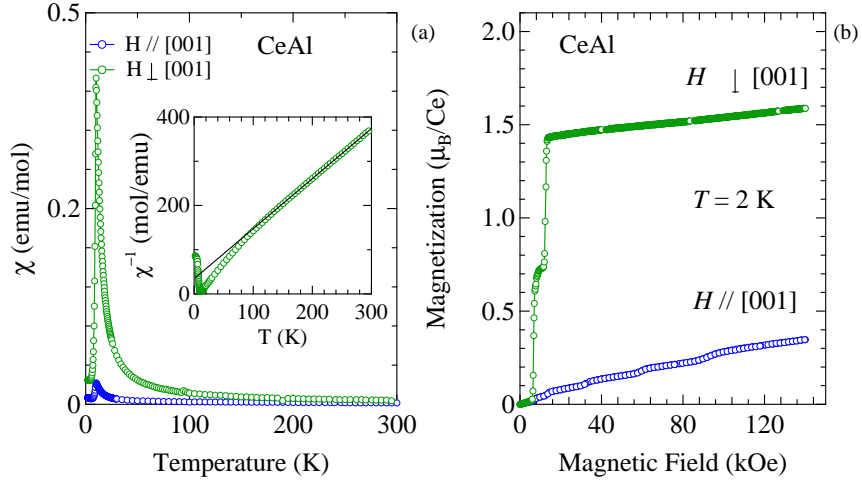 (a)
CeAl
H // [001]
H ⊥ [001]
0.5
0.2
0
χ (emu/mol)
0
100
200
300
Temperature (K)
400
300
200
100
0
χ⁻¹ (mol/emu)
0
100
200
300
T (K)
(b)
CeAl
H ⊥ [001]
T = 2 K
H // [001]
2.0
1.5
1.0
0.5
0
Magnetization (μB/Ce)
0
40
80
120
Magnetic Field (kOe)